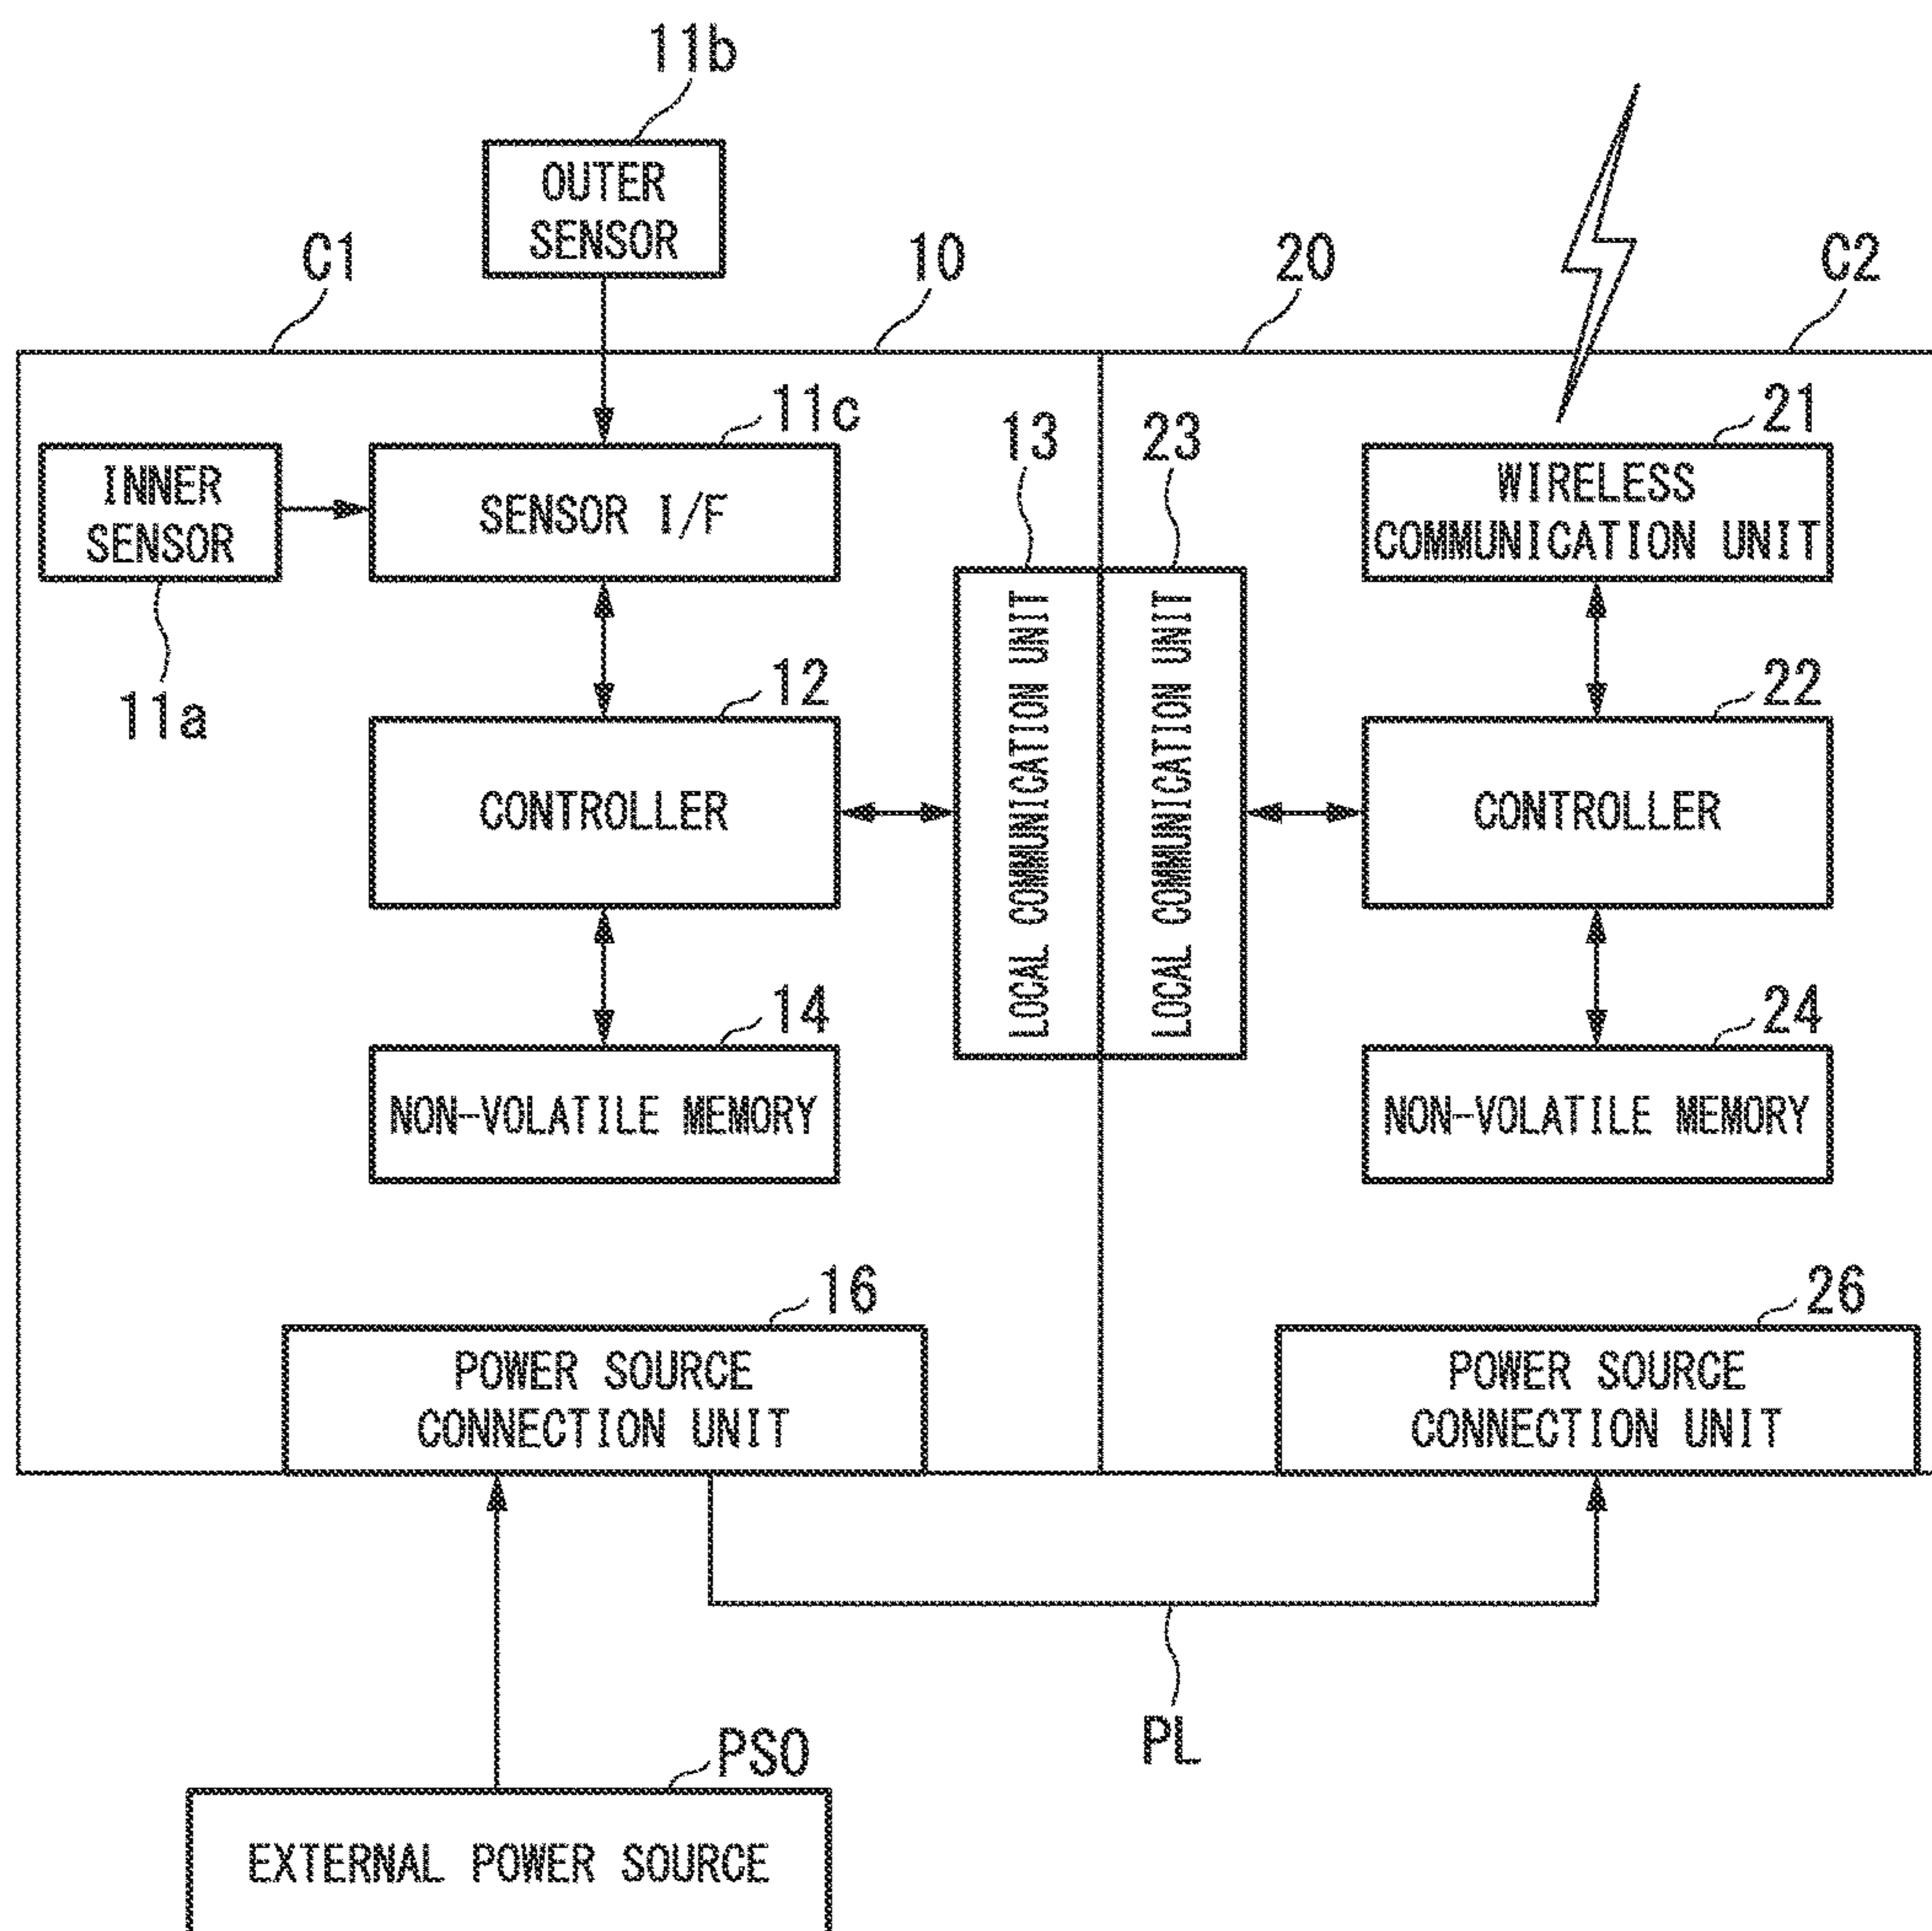 11b
OUTER
SENSOR
C1
10
20
C2
11c
13
23
21
INNER
SENSOR
SENSOR I/F
WIRELESS
COMMUNICATION UNIT
11a
12
LOCAL COMMUNICATION UNIT
LOCAL COMMUNICATION UNIT
22
CONTROLLER
CONTROLLER
14
24
NON-VOLATILE MEMORY
NON-VOLATILE MEMORY
16
26
POWER SOURCE
CONNECTION UNIT
POWER SOURCE
CONNECTION UNIT
PL
PSO
EXTERNAL POWER SOURCE